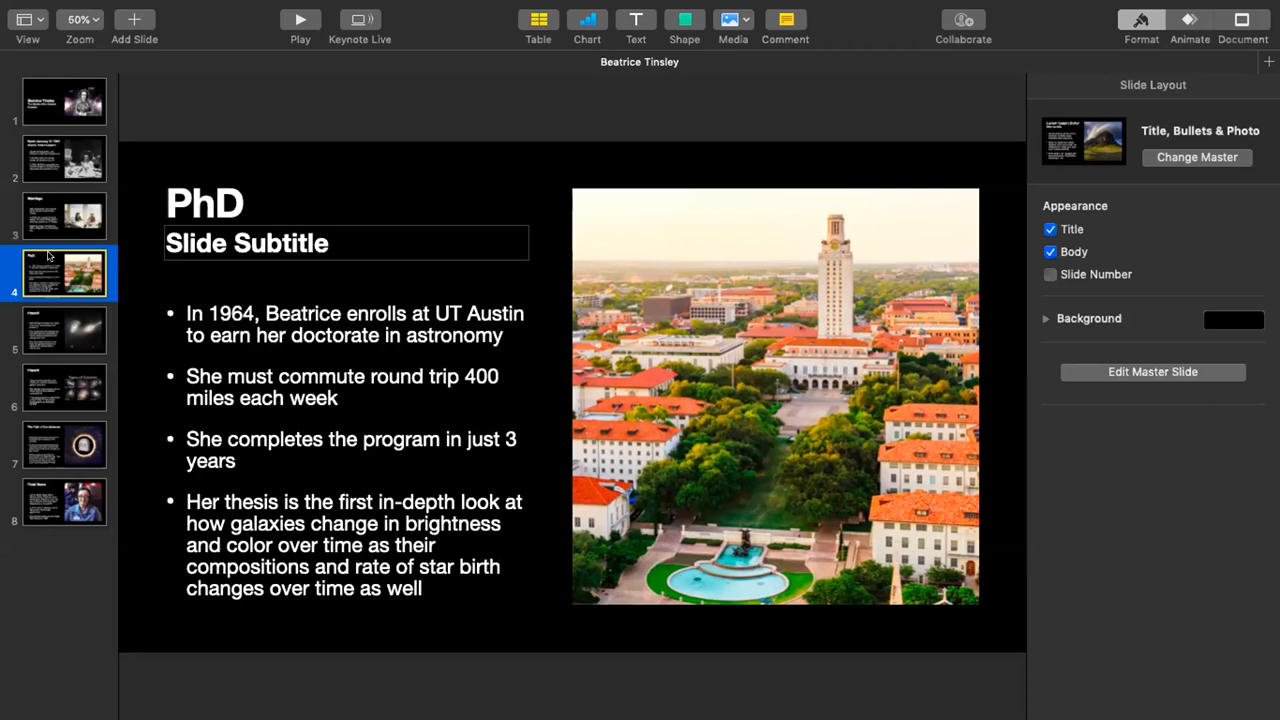 View
50%
Zoom
Add Slide
Play
Keynote Live
Table
Chart
Text
Shape
Media
Comment
Collaborate
Format
Animate
Document
Beatrice Tinsley
1
2
3
4
5
6
7
8
PhD
Slide Subtitle
• In 1964, Beatrice enrolls at UT Austin
to earn her doctorate in astronomy
• She must commute round trip 400
miles each week
• She completes the program in just 3
years
• Her thesis is the first in-depth look at
how galaxies change in brightness
and color over time as their
compositions and rate of star birth
changes over time as well
Slide Layout
Title, Bullets & Photo
Change Master
Appearance
Title
Body
Slide Number
Background
Edit Master Slide